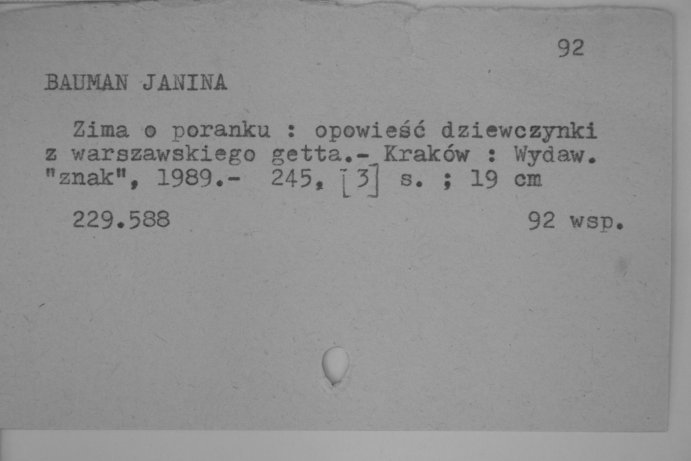 92
BAUMAN JANINA
Zima o poranku : opowieść dziewczynki
z warszawskiego getta.- Kraków : Wydaw.
"znak", 1989.- 245, [3] s. ; 19 cm
229.588 92 wsp.